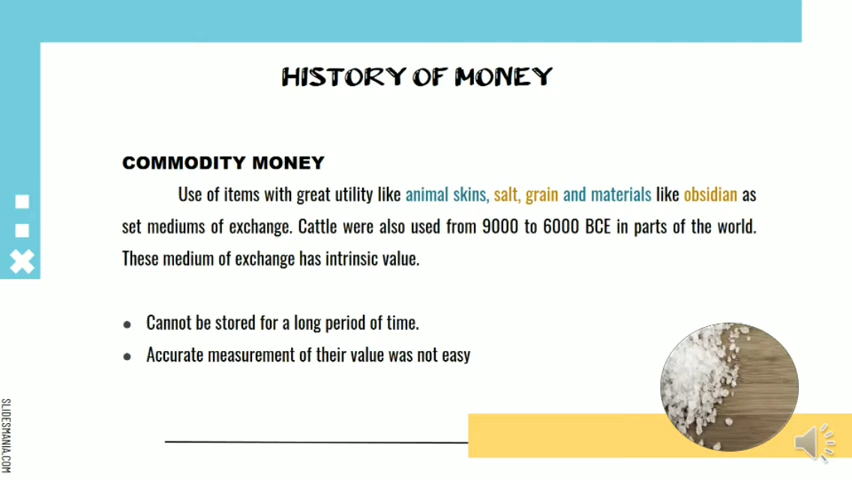 HISTORY OF MONEY
COMMODITY MONEY
Use of items with great utility like animal skins, salt, grain and materials like obsidian as
set mediums of exchange. Cattle were also used from 9000 to 6000 BCE in parts of the world.
These medium of exchange has intrinsic value.
• Cannot be stored for a long period of time.
• Accurate measurement of their value was not easy
SLIDESMANIA.COM